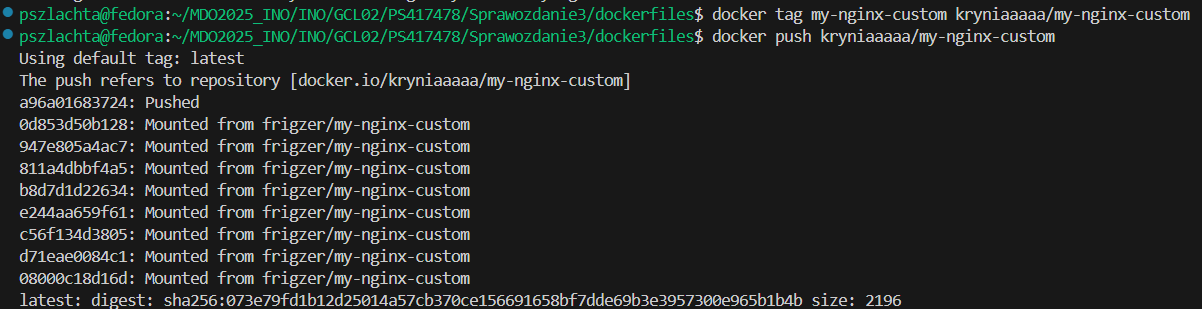 pszlachta@fedora:~/MDO2025_INO/INO/GCL02/PS417478/Sprawozdanie3/dockerfiles$ docker tag my-nginx-custom kryniaaaaa/my-nginx-custom
pszlachta@fedora:~/MDO2025_INO/INO/GCL02/PS417478/Sprawozdanie3/dockerfiles$ docker push kryniaaaaa/my-nginx-custom
Using default tag: latest
The push refers to repository [docker.io/kryniaaaaa/my-nginx-custom]
a96a01683724: Pushed
0d853d50b128: Mounted from frigzer/my-nginx-custom
947e805a4ac7: Mounted from frigzer/my-nginx-custom
811a4dbbf4a5: Mounted from frigzer/my-nginx-custom
b8d7d1d22634: Mounted from frigzer/my-nginx-custom
e244aa659f61: Mounted from frigzer/my-nginx-custom
c56f134d3805: Mounted from frigzer/my-nginx-custom
d71eae0084c1: Mounted from frigzer/my-nginx-custom
08000c18d16d: Mounted from frigzer/my-nginx-custom
latest: digest: sha256:073e79fd1b12d25014a57cb370ce156691658bf7dde69b3e3957300e965b1b4b size: 2196